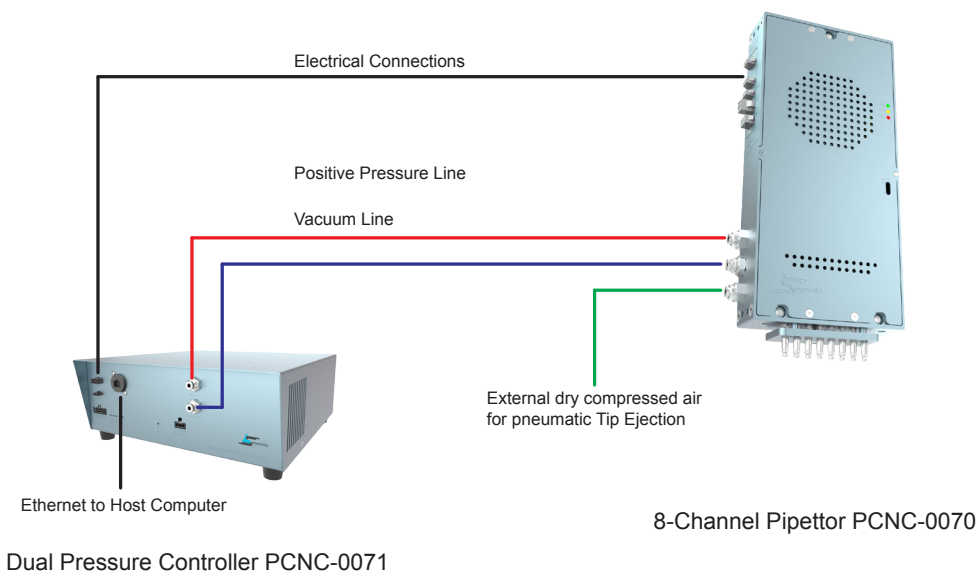 Electrical Connections
Positive Pressure Line
Vacuum Line
External dry compressed air
for pneumatic Tip Ejection
Ethernet to Host Computer
8-Channel Pipettor PCNC-0070
Dual Pressure Controller PCNC-0071